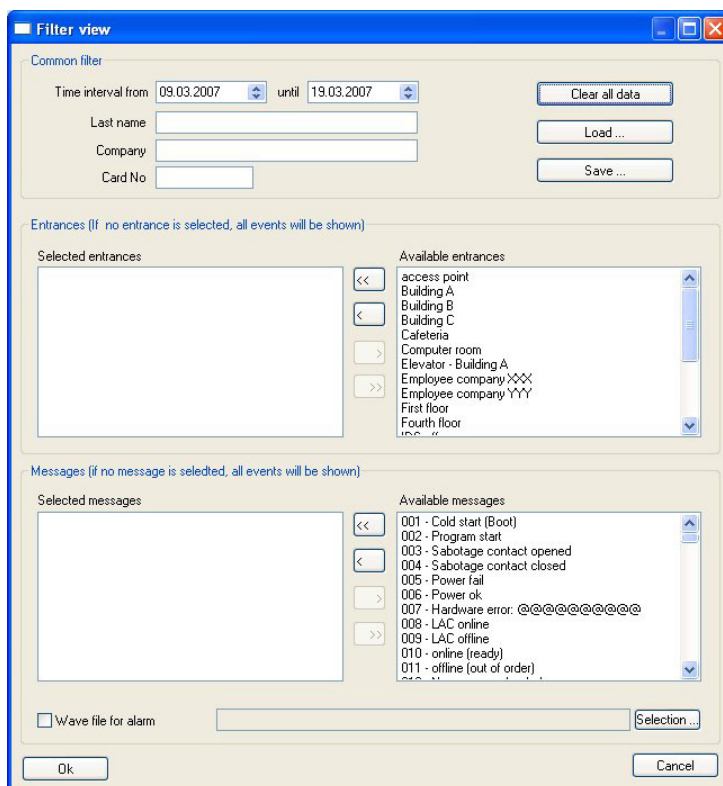 Filter view
Common filter
Time interval from 09.03.2007 until 19.03.2007 Clear all data
Last name
Load ...
Company
Save ...
Card No
Entrances (If no entrance is selected, all events will be shown)
Selected entrances Available entrances
<< access point
Building A
Building B
< Building C
Cafeteria
> Computer room
Elevator - Building A
>> Employee company XXX
Employee company YYY
First floor
Fourth floor
Messages (if no message is seledted, all events will be shown)
Selected messages Available messages
<< 001 - Cold start (Boot)
002 - Program start
003 - Sabotage contact opened
< 004 - Sabotage contact closed
005 - Power fail
> 006 - Power ok
007 - Hardware error: @@@@@@@@@@
>> 008 - LAC online
009 - LAC offline
010 - online (ready)
011 - offline (out of order)
Wave file for alarm Selection ...
Ok Cancel